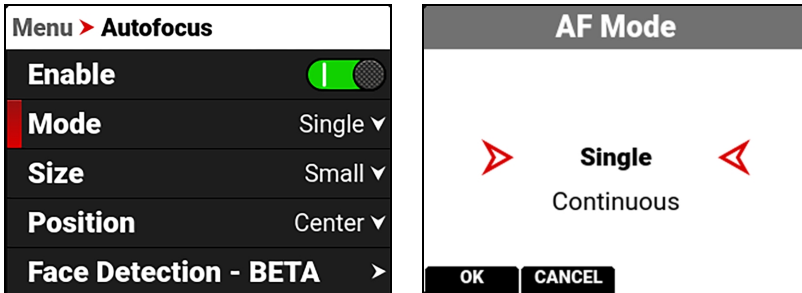 Menu Autofocus
Enable
Mode Single
Size Small
Position Center
Face Detection - BETA
AF Mode
Single
Continuous
OK CANCEL